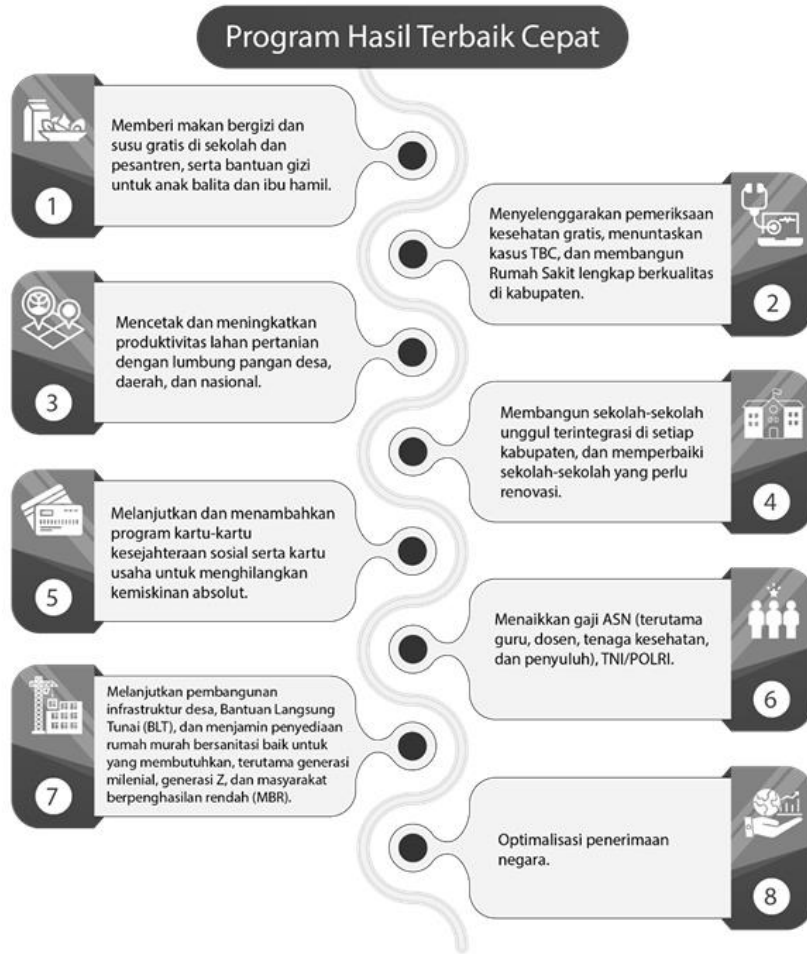 Program Hasil Terbaik Cepat
Memberi makan bergizi dan
susu gratis di sekolah dan
pesantren, serta bantuan gizi
untuk anak balita dan ibu hamil.
1
Menyelenggarakan pemeriksaan
kesehatan gratis, menuntaskan
kasus TBC, dan membangun
Rumah Sakit lengkap berkualitas
di kabupaten.
2
Mencetak dan meningkatkan
produktivitas lahan pertanian
dengan lumbung pangan desa,
daerah, dan nasional.
3
Membangun sekolah-sekolah
unggul terintegrasi di setiap
kabupaten, dan memperbaiki
sekolah-sekolah yang perlu
renovasi.
4
Melanjutkan dan menambahkan
program kartu-kartu
kesejahteraan sosial serta kartu
usaha untuk menghilangkan
kemiskinan absolut.
5
Menaikkan gaji ASN (terutama
guru, dosen, tenaga kesehatan,
dan penyuluh), TNI/POLRI.
6
Melanjutkan pembangunan
infrastruktur desa, Bantuan Langsung
Tunai (BLT), dan menjamin penyediaan
rumah murah bersanitasi baik untuk
yang membutuhkan, terutama generasi
milenial, generasi Z, dan masyarakat
berpenghasilan rendah (MBR).
7
Optimalisasi penerimaan
negara.
8